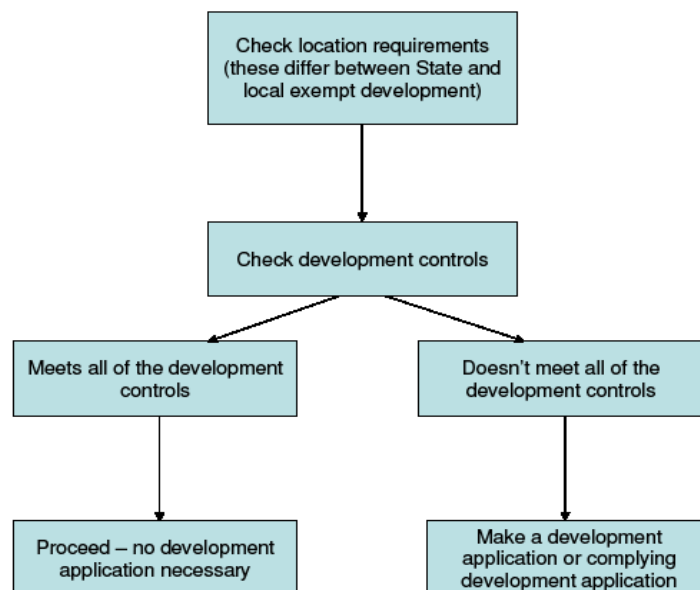 Check location requirements
(these differ between State and
local exempt development)
Check development controls
Meets all of the development
controls
Doesn't meet all of the
development controls
Proceed – no development
application necessary
Make a development
application or complying
development application